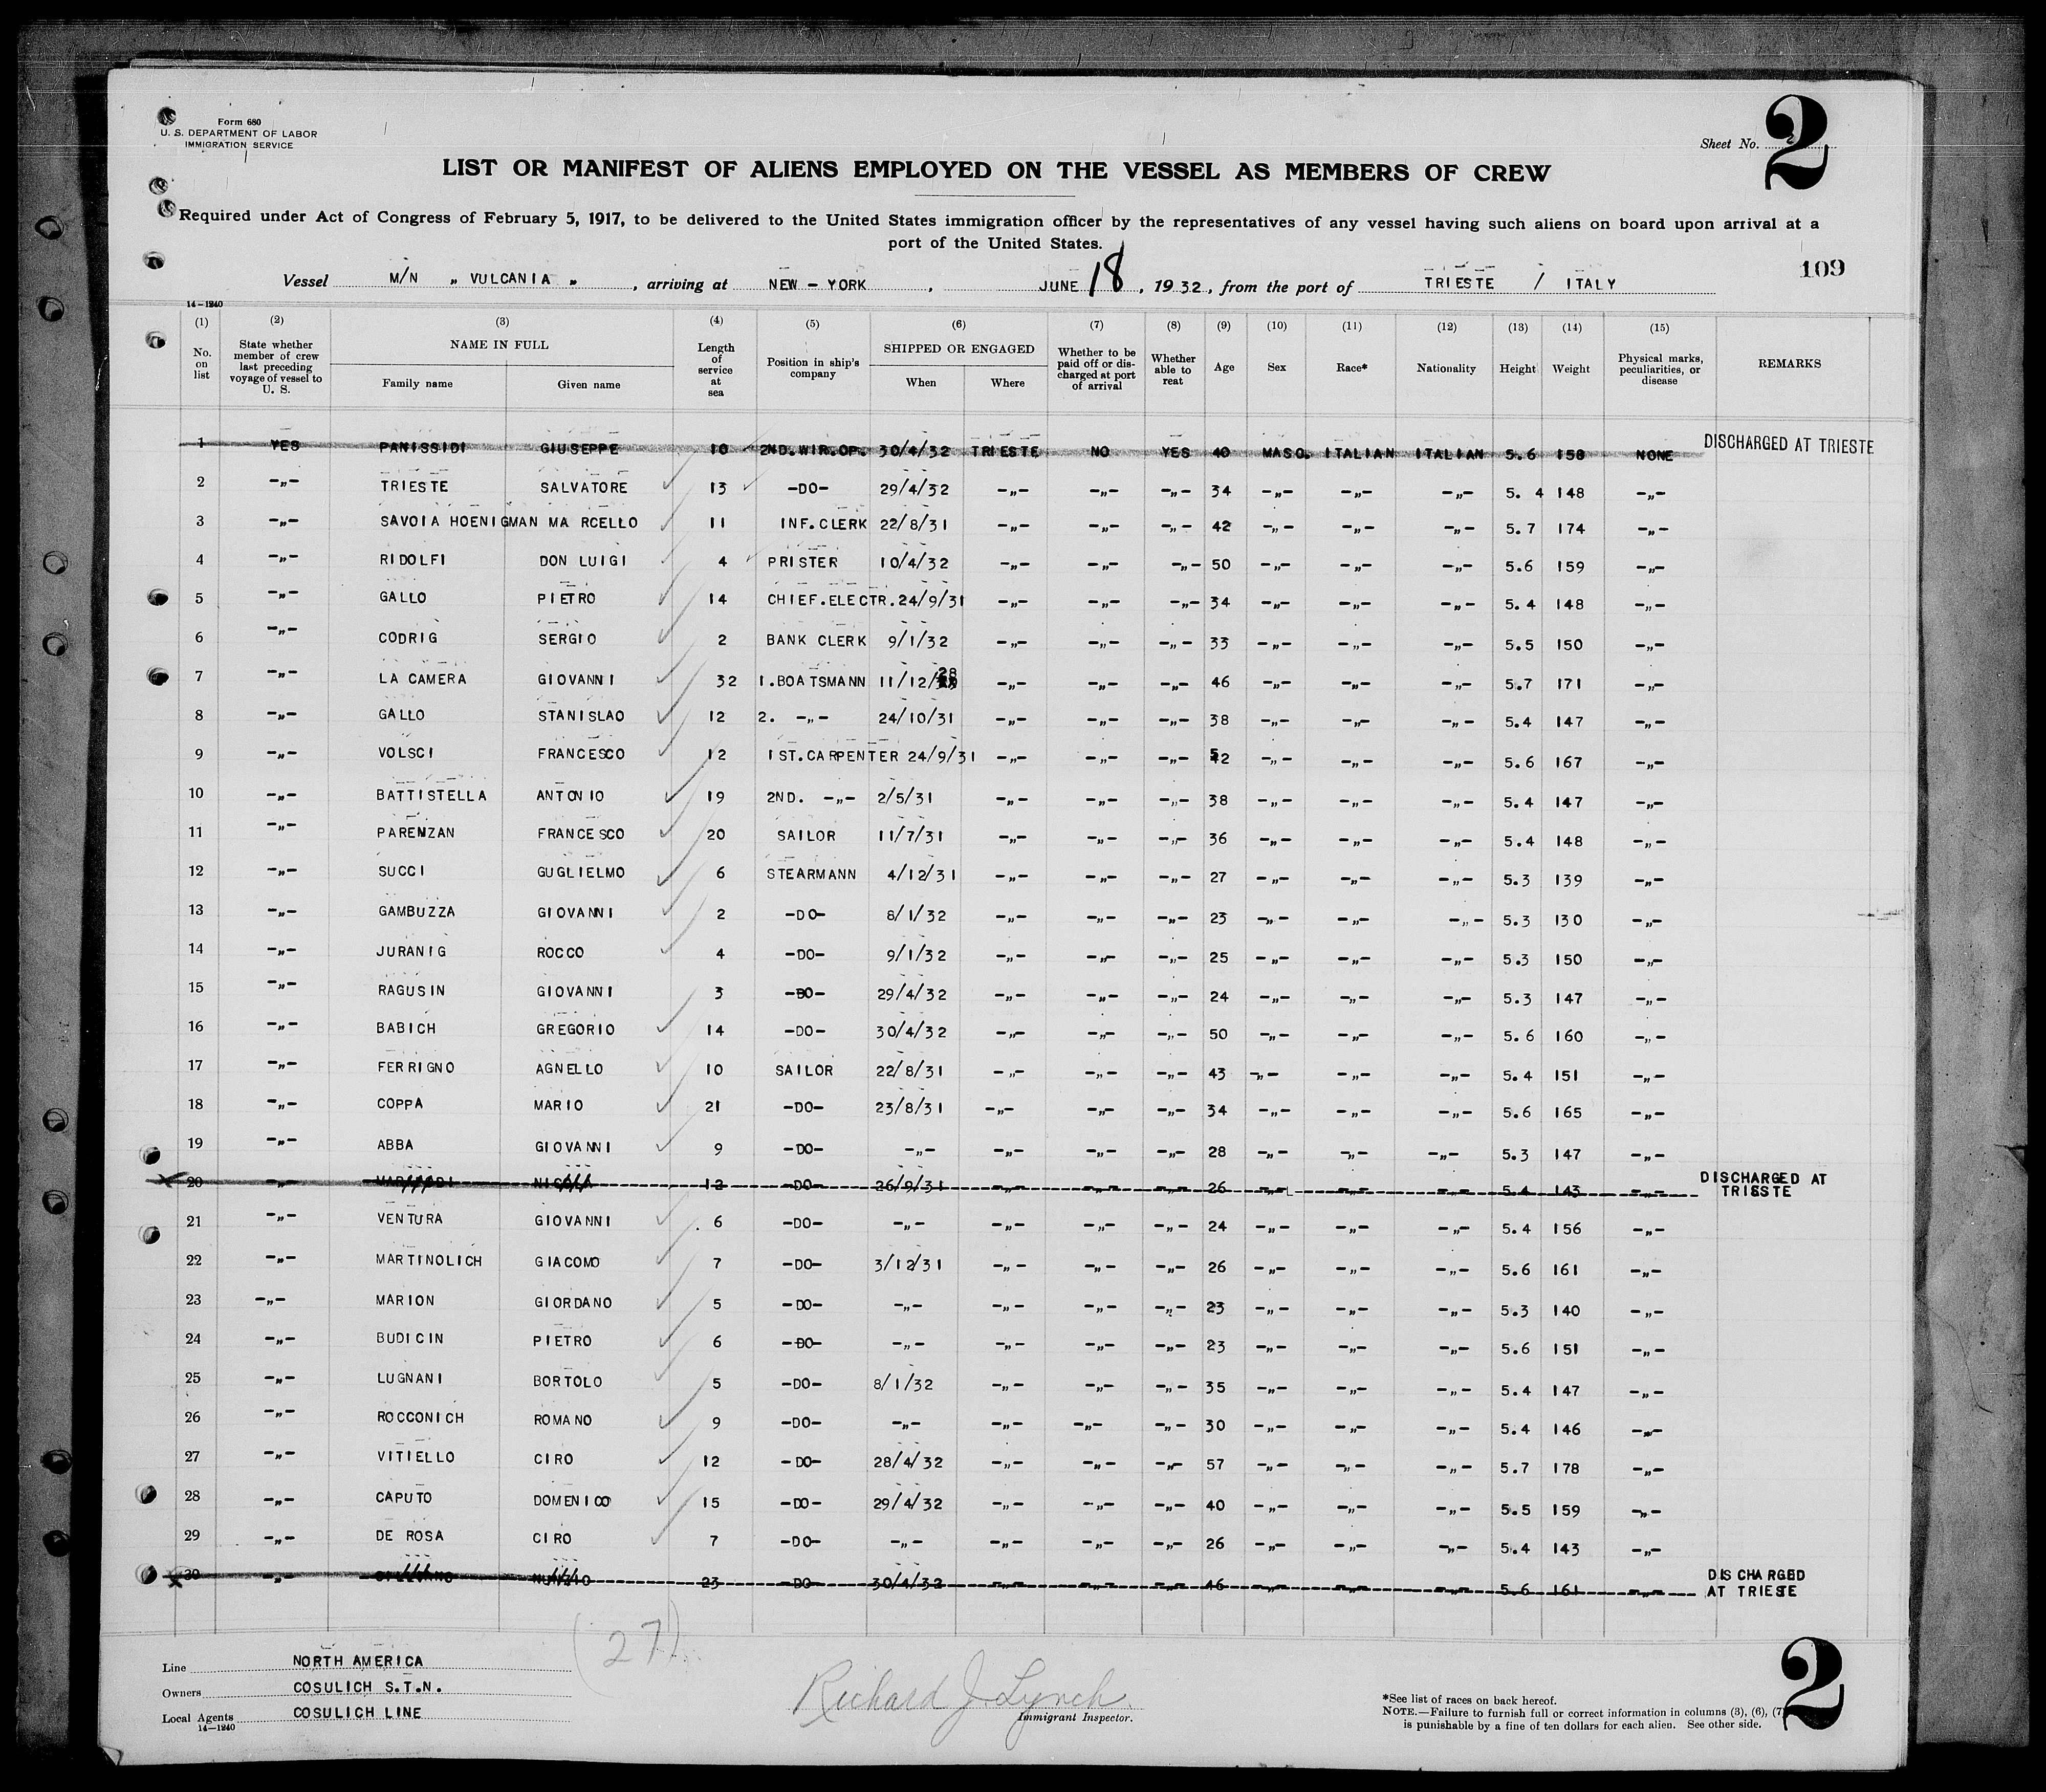 Form 680
U. S. DEPARTMENT OF LABOR
IMMIGRATION SERVICE
Sheet No. 2
LIST OR MANIFEST OF ALIENS EMPLOYED ON THE VESSEL AS MEMBERS OF CREW
Required under Act of Congress of February 5, 1917, to be delivered to the United States immigration officer by the representatives of any vessel having such aliens on board upon arrival at a
port of the United States.
109
Vessel M/N „ VULCANIA „ , arriving at NEW - YORK , JUNE 18 , 1932, from the port of TRIESTE / ITALY
14-1240
(1) (2) (3) (4) (5) (6) (7) (8) (9) (10) (11) (12) (13) (14) (15)
No. on list State whether member of crew last preceding voyage of vessel to U. S. NAME IN FULL Family name Given name Length of service at sea Position in ship's company SHIPPED OR ENGAGED When Where Whether to be paid off or discharged at port of arrival Whether able to reat Age Sex Race* Nationality Height Weight Physical marks, peculiarities, or disease REMARKS
1 YES PANISSIDI GIUSEPPE 10 2ND.WIR.OP. 30/4/32 TRIESTE NO YES 40 MASC. ITALIAN ITALIAN 5.6 158 NONE DISCHARGED AT TRIESTE
2 -„- TRIESTE SALVATORE 13 -DO- 29/4/32 -„- -„- -„- 34 -„- -„- -„- 5. 4 148 -„-
3 -„- SAVOIA HOENIGMAN MA RCELLO 11 INF.CLERK 22/8/31 -„- -„- -„- 42 -„- -„- -„- 5.7 174 -„-
4 -„- RIDOLFI DON LUIGI 4 PRISTER 10/4/32 -„- -„- -„- 50 -„- -„- -„- 5.6 159 -„-
5 -„- GALLO PIETRO 14 CHIEF.ELECTR. 24/9/31 -„- -„- -„- 34 -„- -„- -„- 5.4 148 -„-
6 -„- CODRIG SERGIO 2 BANK CLERK 9/1/32 -„- -„- -„- 33 -„- -„- -„- 5.5 150 -„-
7 -„- LA CAMERA GIOVANNI 32 I.BOATSMANN 11/12/28 -„- -„- -„- 46 -„- -„- -„- 5.7 171 -„-
8 -„- GALLO STANISLAO 12 2. -„- 24/10/31 -„- -„- -„- 38 -„- -„- -„- 5.4 147 -„-
9 -„- VOLSCI FRANCESCO 12 1ST.CARPENTER 24/9/31 -„- -„- -„- 52 -„- -„- -„- 5.6 167 -„-
10 -„- BATTISTELLA ANTONIO 19 2ND. -„- 2/5/31 -„- -„- -„- 38 -„- -„- -„- 5.4 147 -„-
11 -„- PARENZAN FRANCESCO 20 SAILOR 11/7/31 -„- -„- -„- 36 -„- -„- -„- 5.4 148 -„-
12 -„- SUCCI GUGLIELMO 6 STEARMANN 4/12/31 -„- -„- -„- 27 -„- -„- -„- 5.3 139 -„-
13 -„- GAMBUZZA GIOVANNI 2 -DO- 8/1/32 -„- -„- -„- 23 -„- -„- -„- 5.3 130 -„-
14 -„- JURANIG ROCCO 4 -DO- 9/1/32 -„- -„- -„- 25 -„- -„- -„- 5.3 150 -„-
15 -„- RAGUSIN GIOVANNI 3 -DO- 29/4/32 -„- -„- -„- 24 -„- -„- -„- 5.3 147 -„-
16 -„- BABICH GREGORIO 14 -DO- 30/4/32 -„- -„- -„- 50 -„- -„- -„- 5.6 160 -„-
17 -„- FERRIGNO AGNELLO 10 SAILOR 22/8/31 -„- -„- -„- 43 -„- -„- -„- 5.4 151 -„-
18 -„- COPPA MARIO 21 -DO- 23/8/31 -„- -„- -„- 34 -„- -„- -„- 5.6 165 -„-
19 -„- ABBA GIOVANNI 9 -DO- -„- -„- -„- -„- 28 -„- -„- -„- 5.3 147 -„-
20 -„- NICOLA 12 -DO- 26/9/31 -„- -„- -„- 26 -„- -„- -„- 5.4 143 -„- DISCHARGED AT TRIESTE
21 -„- VENTURA GIOVANNI 6 -DO- -„- -„- -„- -„- 24 -„- -„- -„- 5.4 156 -„-
22 -„- MARTINOLICH GIACOMO 7 -DO- 3/12/31 -„- -„- -„- 26 -„- -„- -„- 5.6 161 -„-
23 -„- MARION GIORDANO 5 -DO- -„- -„- -„- -„- 23 -„- -„- -„- 5.3 140 -„-
24 -„- BUDICIN PIETRO 6 -DO- -„- -„- -„- -„- 23 -„- -„- -„- 5.6 151 -„-
25 -„- LUGNANI BORTOLO 5 -DO- 8/1/32 -„- -„- -„- 35 -„- -„- -„- 5.4 147 -„-
26 -„- ROCCONICH ROMANO 9 -DO- -„- -„- -„- -„- 30 -„- -„- -„- 5.4 146 -„-
27 -„- VITIELLO CIRO 12 -DO- 28/4/32 -„- -„- -„- 57 -„- -„- -„- 5.7 178 -„-
28 -„- CAPUTO DOMENICO 15 -DO- 29/4/32 -„- -„- -„- 40 -„- -„- -„- 5.5 159 -„-
29 -„- DE ROSA CIRO 7 -DO- -„- -„- -„- -„- 26 -„- -„- -„- 5.4 143 -„-
30 -„- 23 -DO- 30/4/32 -„- -„- -„- 46 -„- -„- -„- 5.6 161 -„- DISCHARGED AT TRIESTE
(27)
2
Line NORTH AMERICA
Owners COSULICH S.T.N.
Local Agents COSULICH LINE
14-1240
Richard J. Lynch
Immigrant Inspector.
*See list of races on back hereof.
NOTE.—Failure to furnish full or correct information in columns (3), (6), (7)
is punishable by a fine of ten dollars for each alien. See other side.